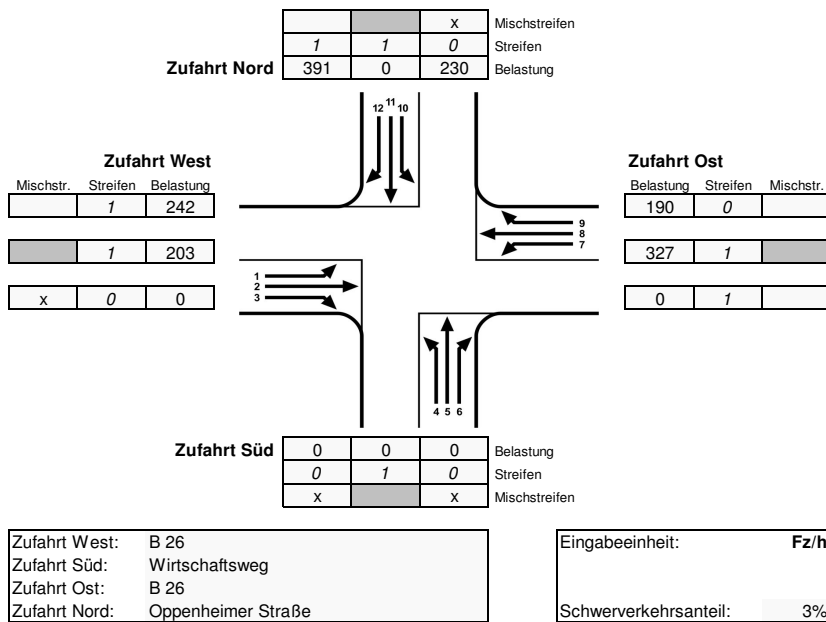 x Mischstreifen
1 1 0 Streifen
Zufahrt Nord 391 0 230 Belastung
12 11 10
Zufahrt West Zufahrt Ost
Mischstr. Streifen Belastung Belastung Streifen Mischstr.
1 242 190 0
9
8
7
1 203 327 1
1
2
3
x 0 0 0 1
4 5 6
Zufahrt Süd 0 0 0 Belastung
0 1 0 Streifen
x x Mischstreifen
Zufahrt West: B 26 Eingabeeinheit: Fz/h
Zufahrt Süd: Wirtschaftsweg
Zufahrt Ost: B 26
Zufahrt Nord: Oppenheimer Straße Schwerverkehrsanteil: 3%